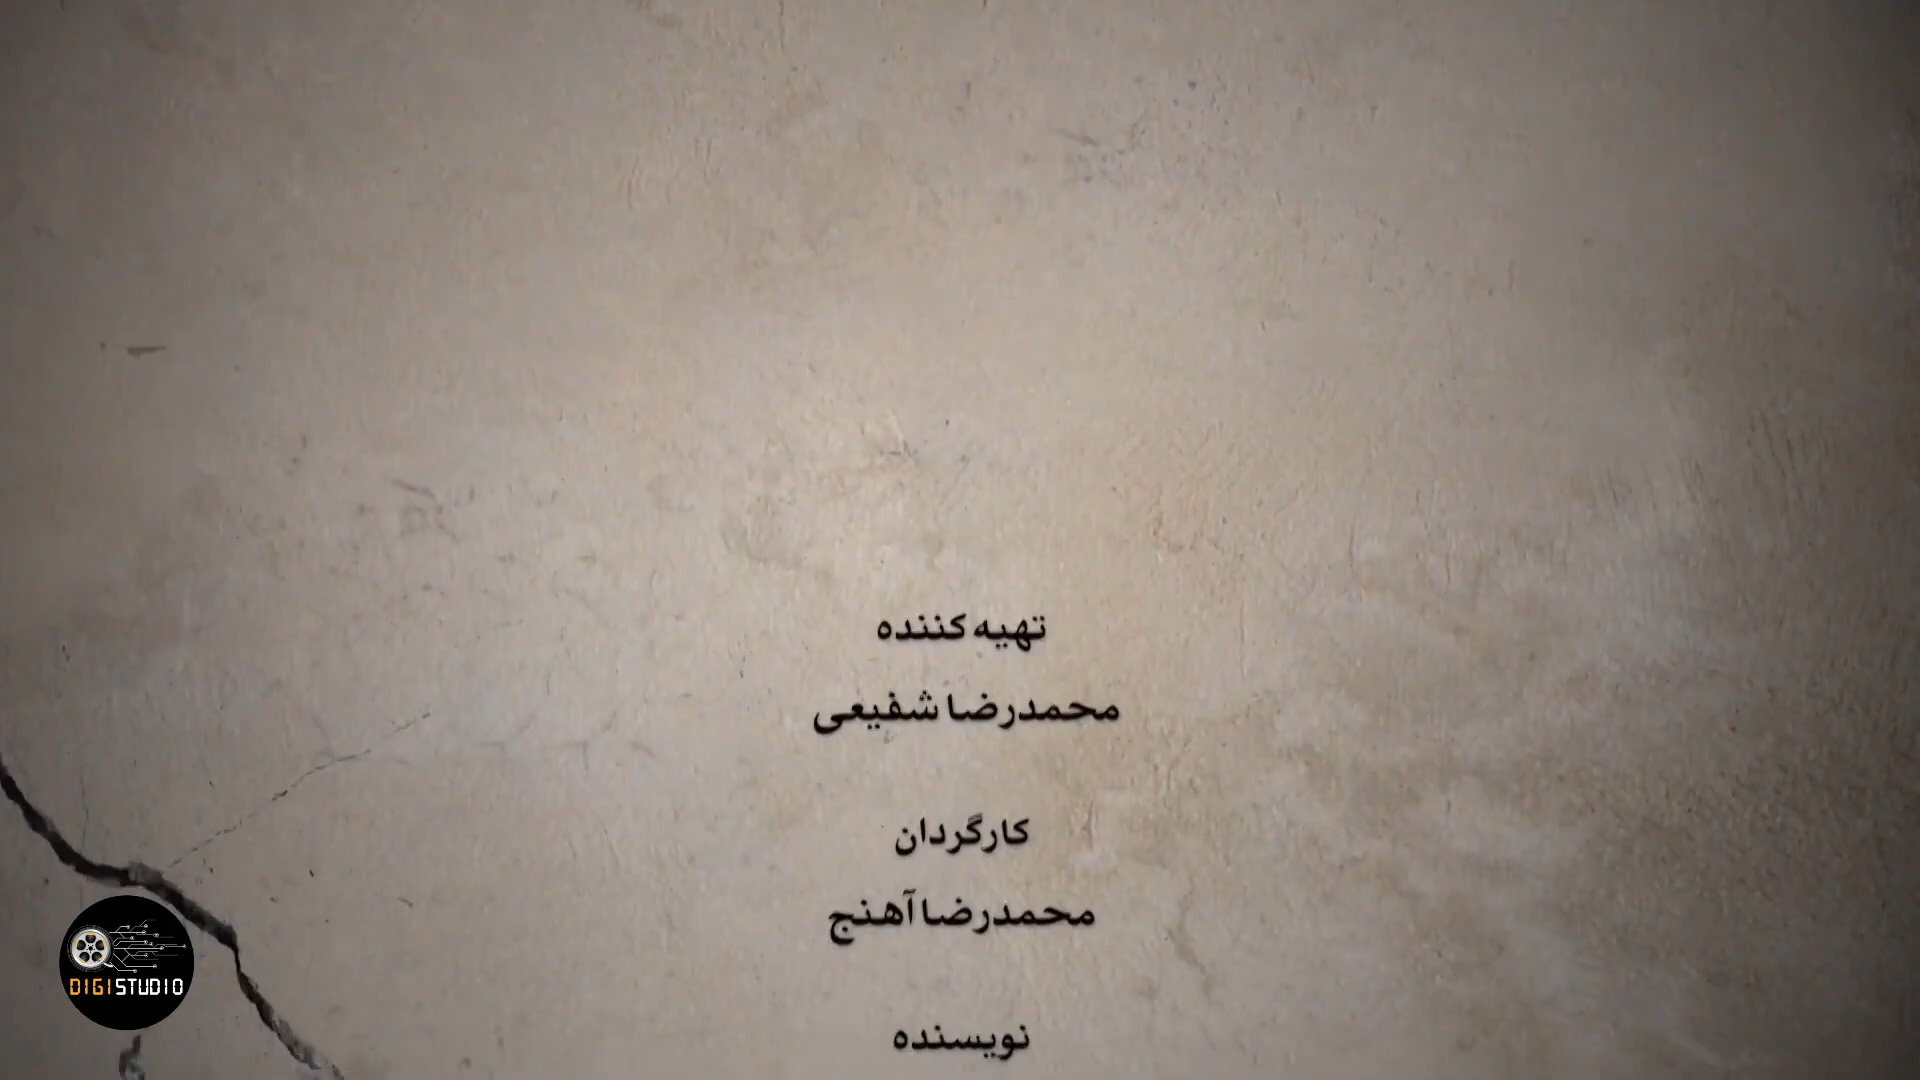 تهیه کننده
محمدرضا شفیعی
کارگردان
محمدرضا آهنج
نویسنده
DIGISTUDIO